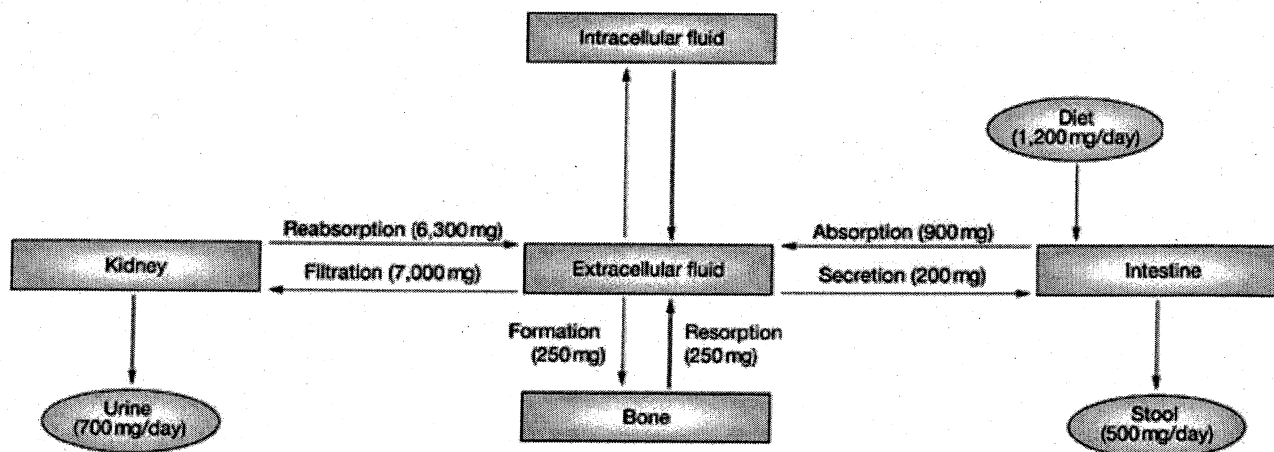 Intracellular fluid
Diet
(1,200 mg/day)
Reabsorption (6,300 mg)
Absorption (900 mg)
Kidney
Extracellular fluid
Intestine
Filtration (7,000 mg)
Secretion (200 mg)
Formation
(250 mg)
Resorption
(250 mg)
Urine
(700 mg/day)
Bone
Stool
(500 mg/day)